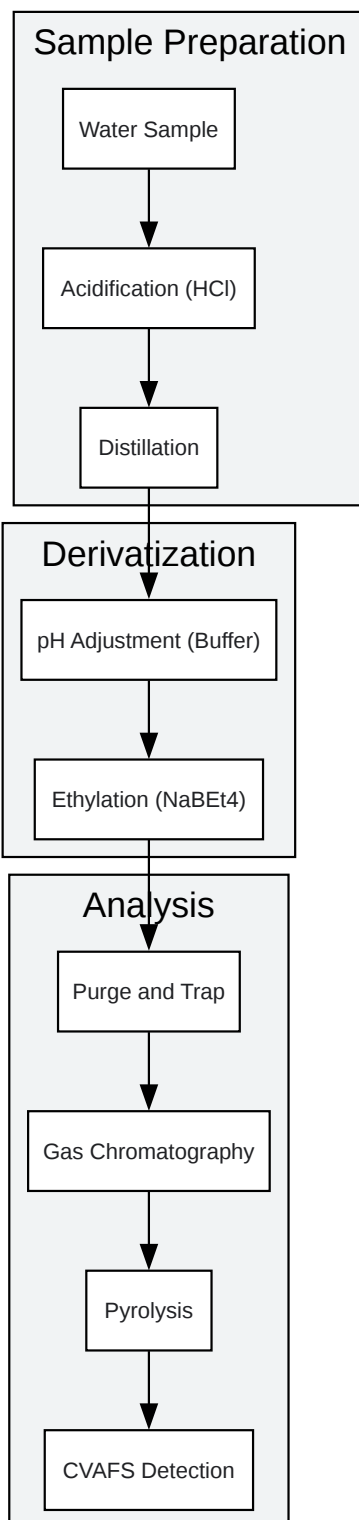 Sample Preparation
Water Sample
Acidification (HCl)
Distillation
Derivatization
pH Adjustment (Buffer)
Ethylation (NaBEt4)
Analysis
Purge and Trap
Gas Chromatography
Pyrolysis
CVAFS Detection